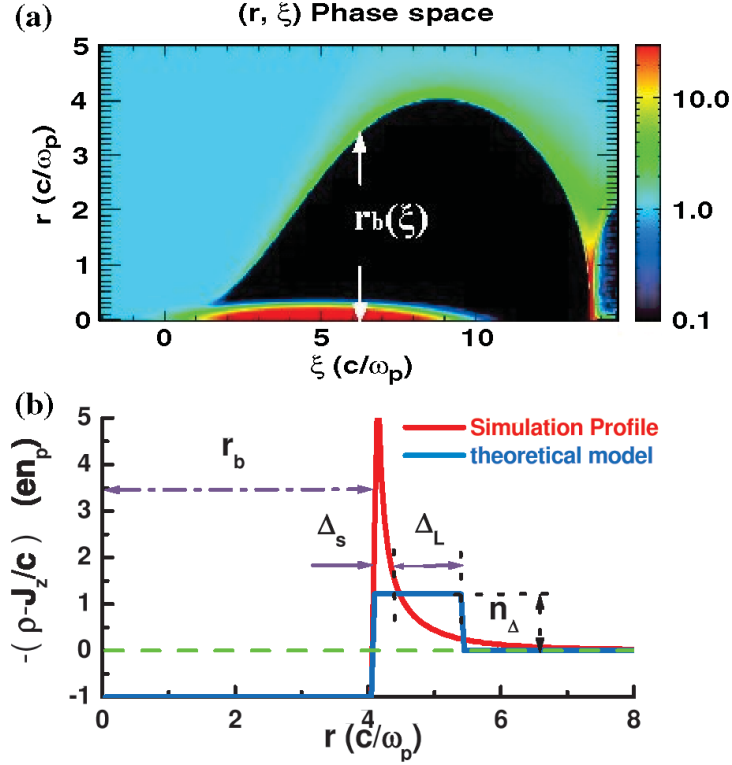 (a)
(r, ξ) Phase space
5
4
3
2
1
0
r (c/ω_p)
r_b(ξ)
0
5
10
ξ (c/ω_p)
10.0
1.0
0.1
(b)
5
4
3
2
1
0
-1
-( ρ-J_z/c ) (en_p)
Simulation Profile
theoretical model
r_b
Δ_s
Δ_L
n_Δ
0
2
4
6
8
r (c/ω_p)